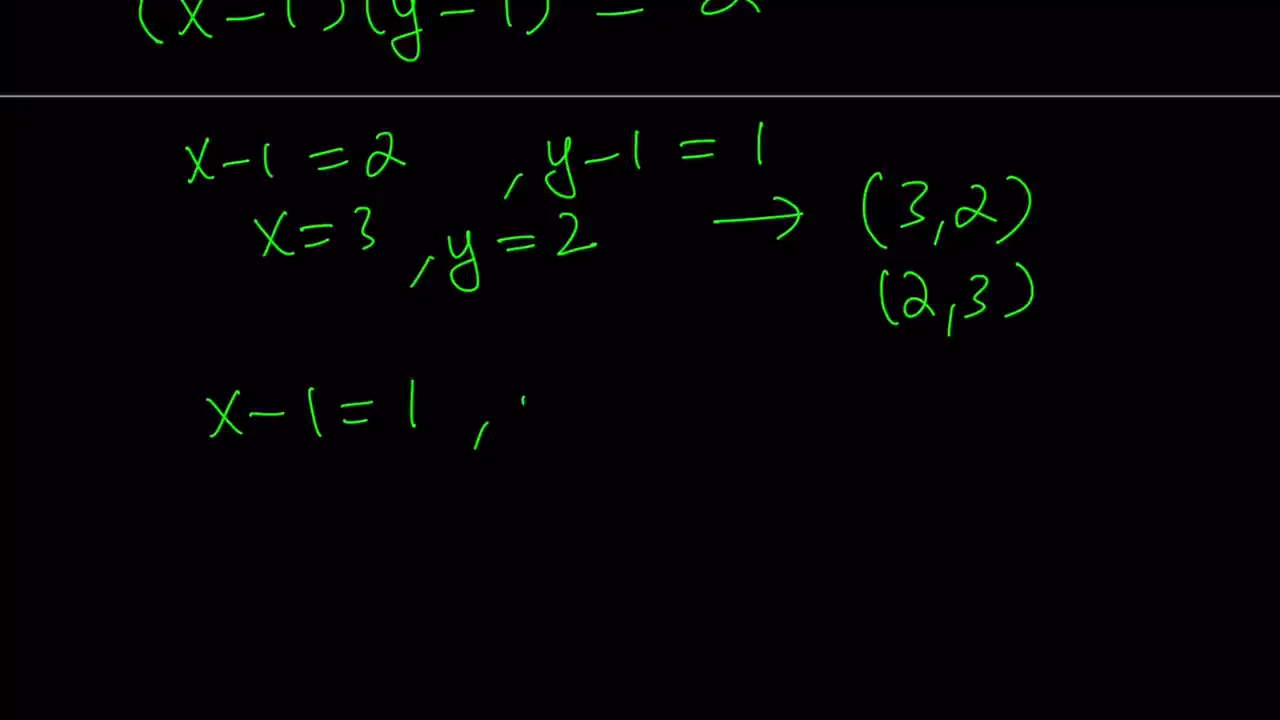 (x-1)(y-1) = 2
x-1 = 2 , y-1 = 1
x = 3 , y = 2 → (3,2)
(2,3)
x-1 = 1 ,